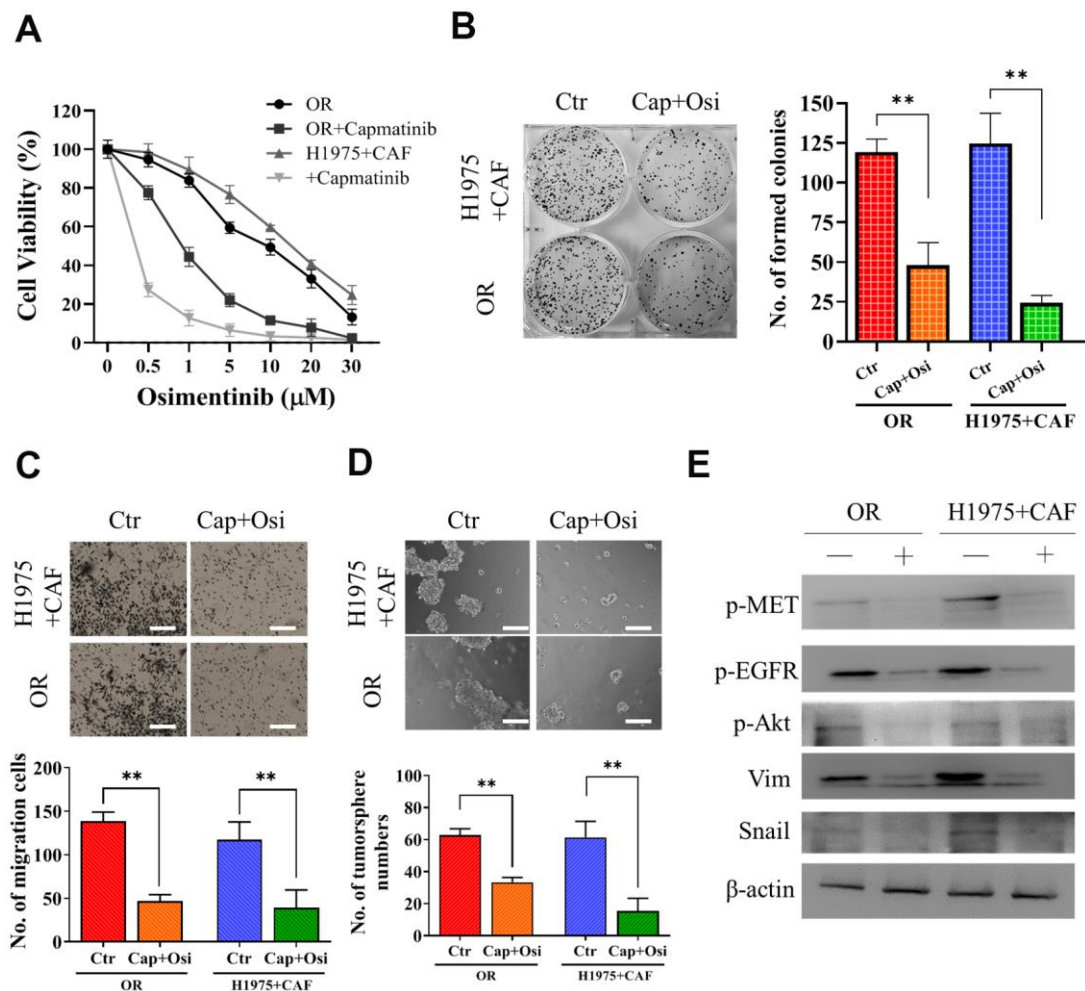 A
Cell Viability (%)
120
100
80
60
40
20
0
0 0.5 1 5 10 20 30
Osimentinib (μM)
OR
OR+Capmatinib
H1975+CAF
+Capmatinib
B
Ctr Cap+Osi
H1975
+CAF
OR
No. of formed colonies
150
125
100
75
50
25
0
** **
Ctr Cap+Osi Ctr Cap+Osi
OR H1975+CAF
C
Ctr Cap+Osi
H1975
+CAF
OR
No. of migration cells
200
150
100
50
0
** **
Ctr Cap+Osi Ctr Cap+Osi
OR H1975+CAF
D
Ctr Cap+Osi
H1975
+CAF
OR
No. of tumorsphere
numbers
100
80
60
40
20
0
** **
Ctr Cap+Osi Ctr Cap+Osi
OR H1975+CAF
E
OR H1975+CAF
— + — +
p-MET
p-EGFR
p-Akt
Vim
Snail
β-actin